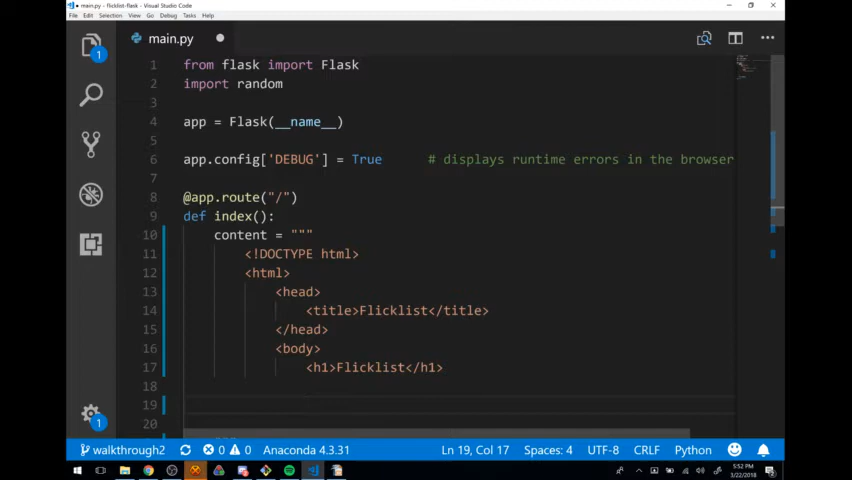 main.py - flicklist-flask - Visual Studio Code
File Edit Selection View Go Debug Tasks Help
main.py
1 from flask import Flask
2 import random
3
4 app = Flask(__name__)
5
6 app.config['DEBUG'] = True # displays runtime errors in the browser
7
8 @app.route("/")
9 def index():
10 content = """
11 <!DOCTYPE html>
12 <html>
13 <head>
14 <title>Flicklist</title>
15 </head>
16 <body>
17 <h1>Flicklist</h1>
18
19
20
1
1
walkthrough2 0 0 Anaconda 4.3.31 Ln 19, Col 17 Spaces: 4 UTF-8 CRLF Python
5:52 PM
3/22/2018